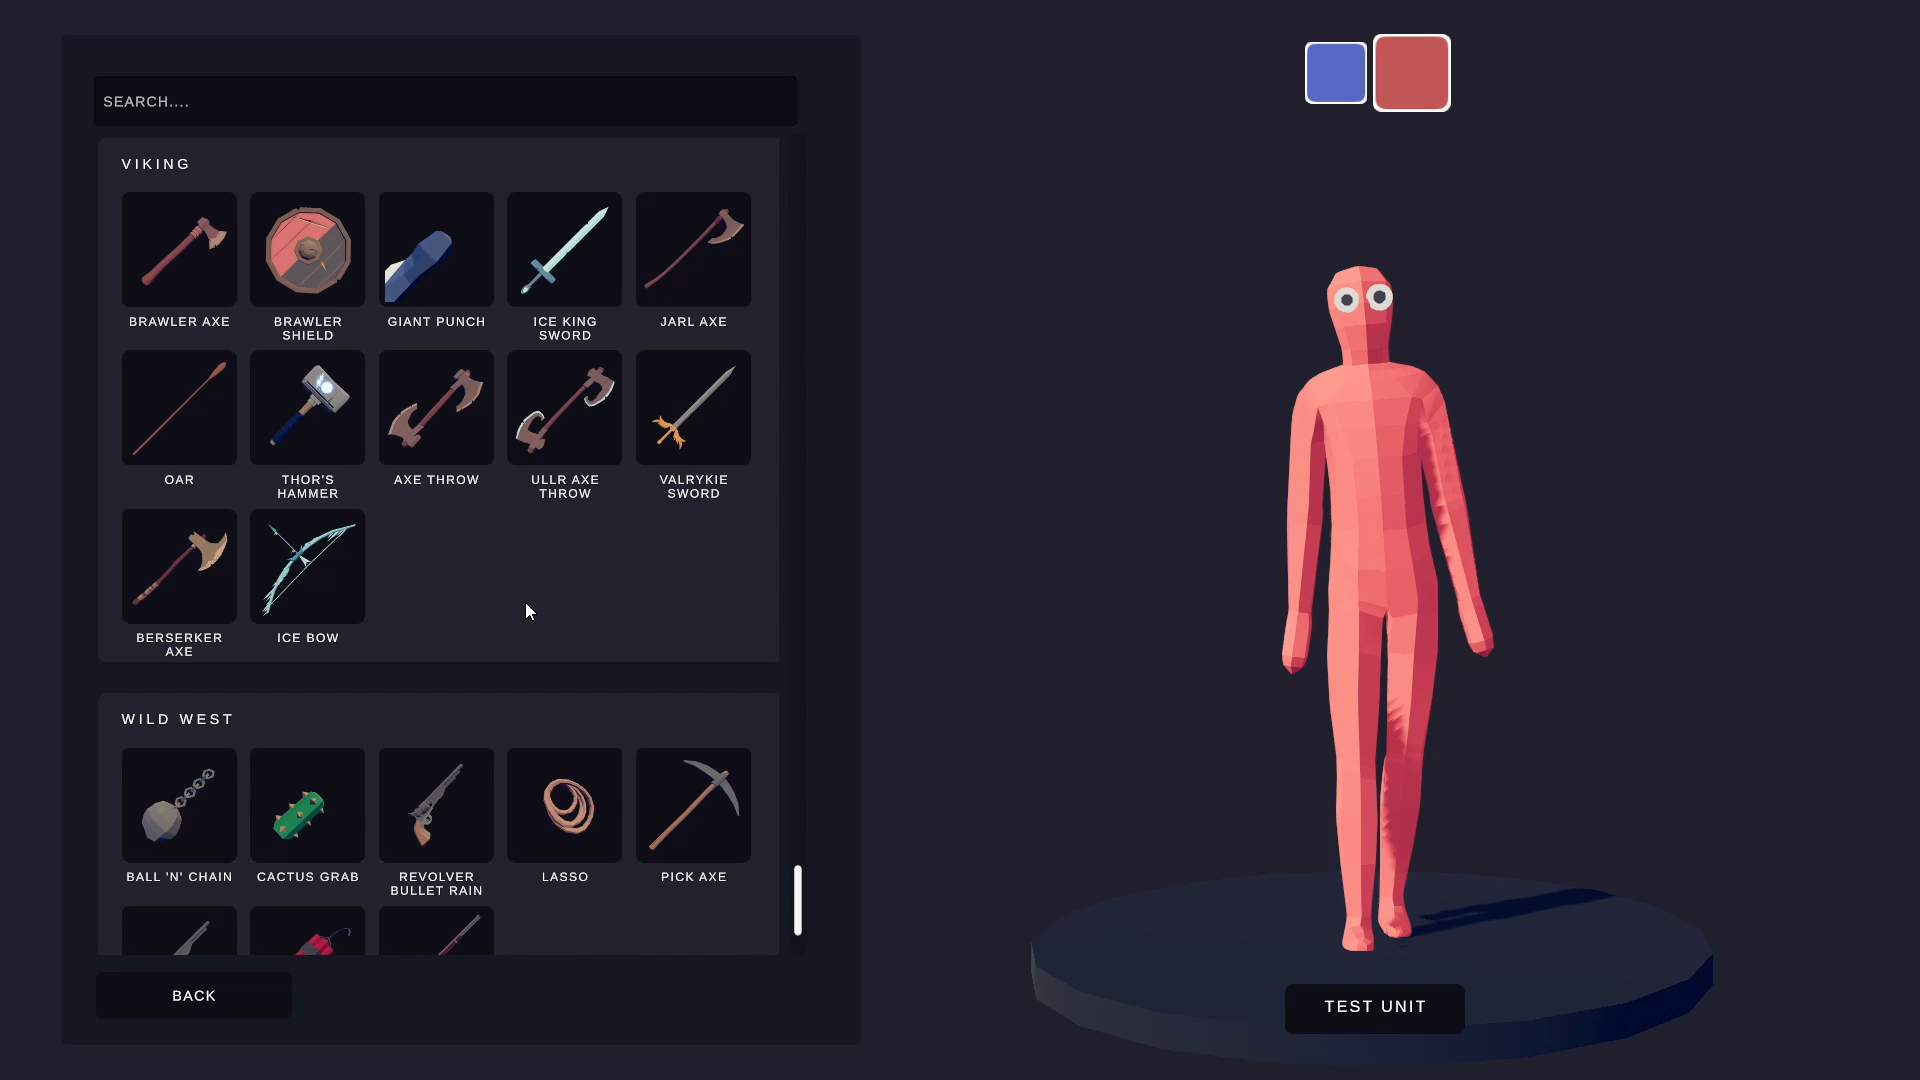 SEARCH....
VIKING
BRAWLER AXE
BRAWLER
SHIELD
GIANT PUNCH
ICE KING
SWORD
JARL AXE
OAR
THOR'S
HAMMER
AXE THROW
ULLR AXE
THROW
VALRYKIE
SWORD
BERSERKER
AXE
ICE BOW
WILD WEST
BALL 'N' CHAIN
CACTUS GRAB
REVOLVER
BULLET RAIN
LASSO
PICK AXE
BACK
TEST UNIT